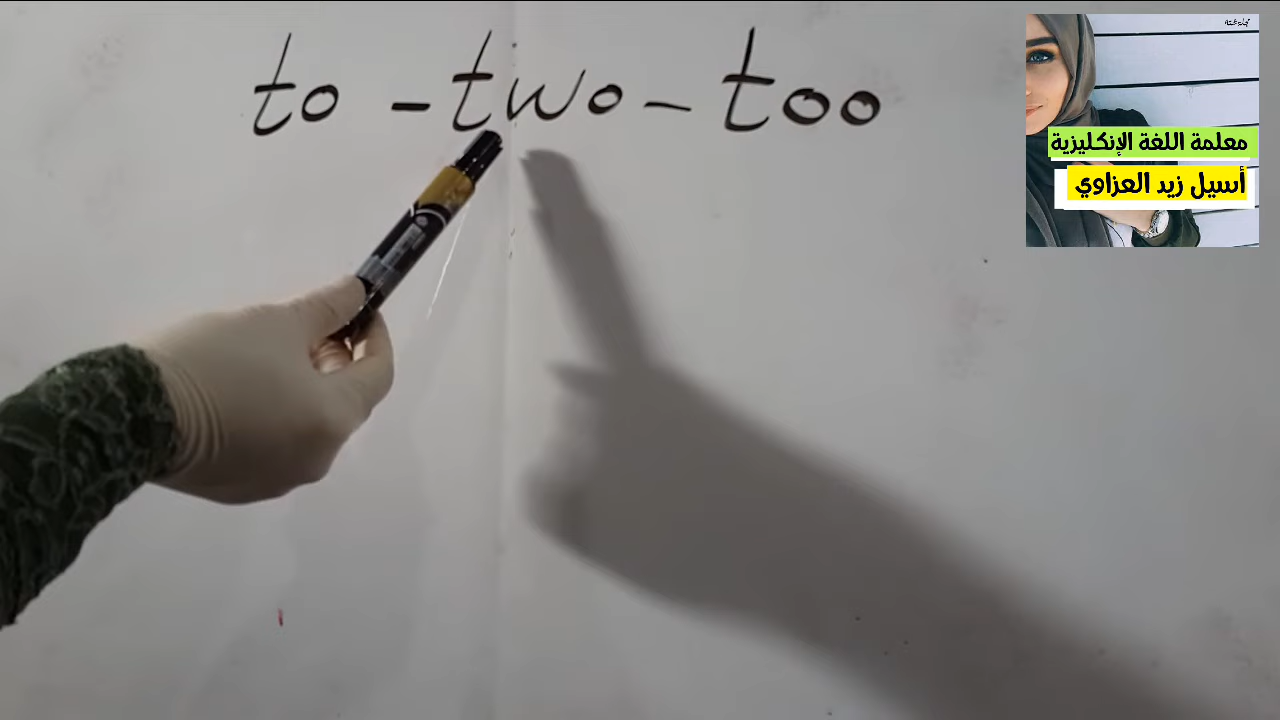 to - two - too
معلمة اللغة الإنكليزية
أسيل زيد العزاوي